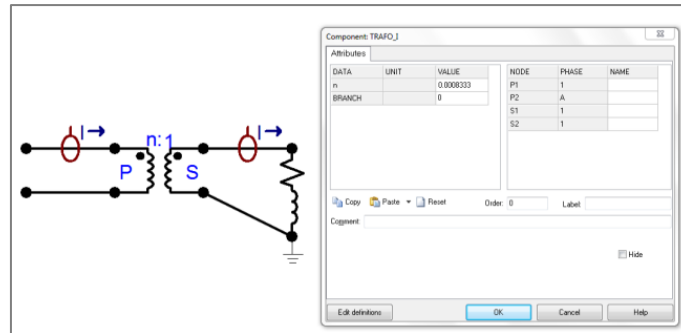 I→
n:1
I→
P
S
Component: TRAFO_I
Attributes
DATA UNIT VALUE
n 0.0008333
BRANCH 0
NODE PHASE NAME
P1 1
P2 A
S1 1
S2 1
Copy Paste Reset Order: 0 Label:
Comment:
Hide
Edit definitions OK Cancel Help